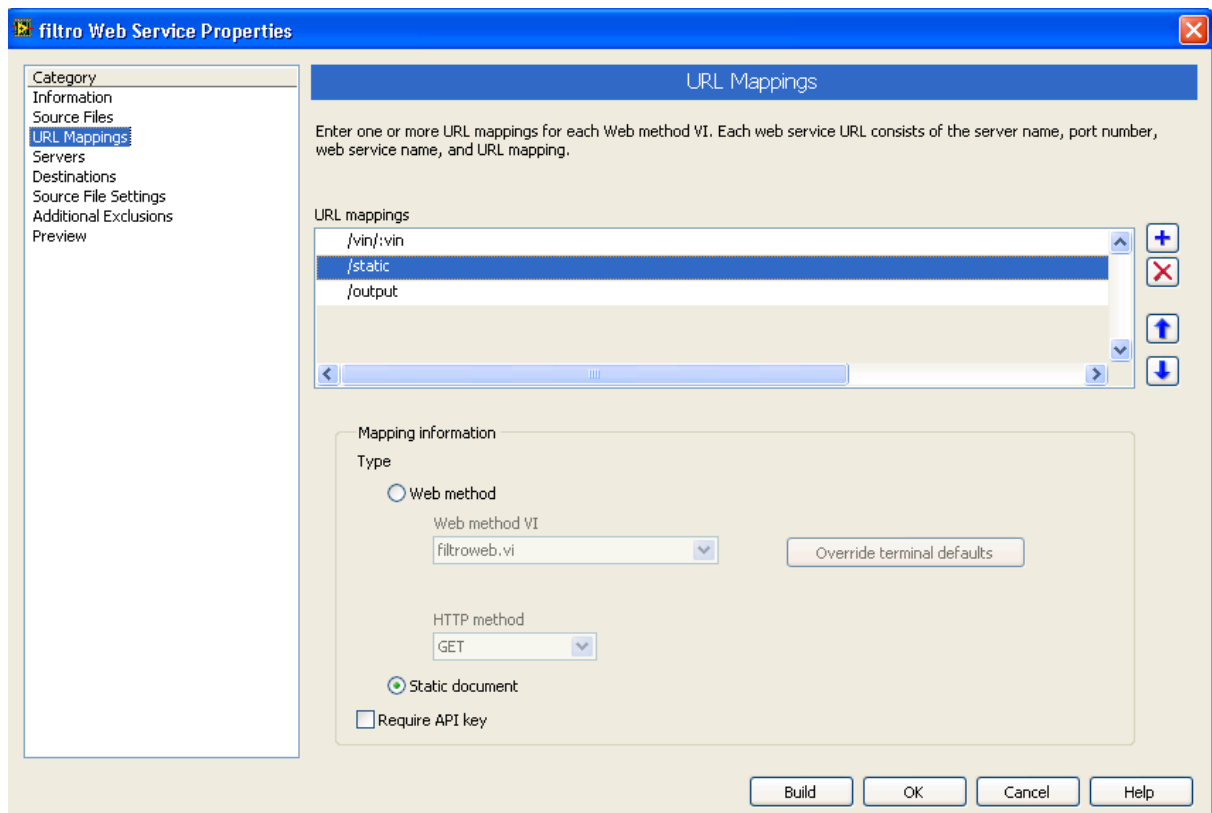 filtro Web Service Properties
Category
Information
Source Files
URL Mappings
Servers
Destinations
Source File Settings
Additional Exclusions
Preview
URL Mappings
Enter one or more URL mappings for each Web method VI. Each web service URL consists of the server name, port number,
web service name, and URL mapping.
URL mappings
/vin/:vin
/static
/output
Mapping information
Type
Web method
Web method VI
filtroweb.vi
Override terminal defaults
HTTP method
GET
Static document
Require API key
Build
OK
Cancel
Help